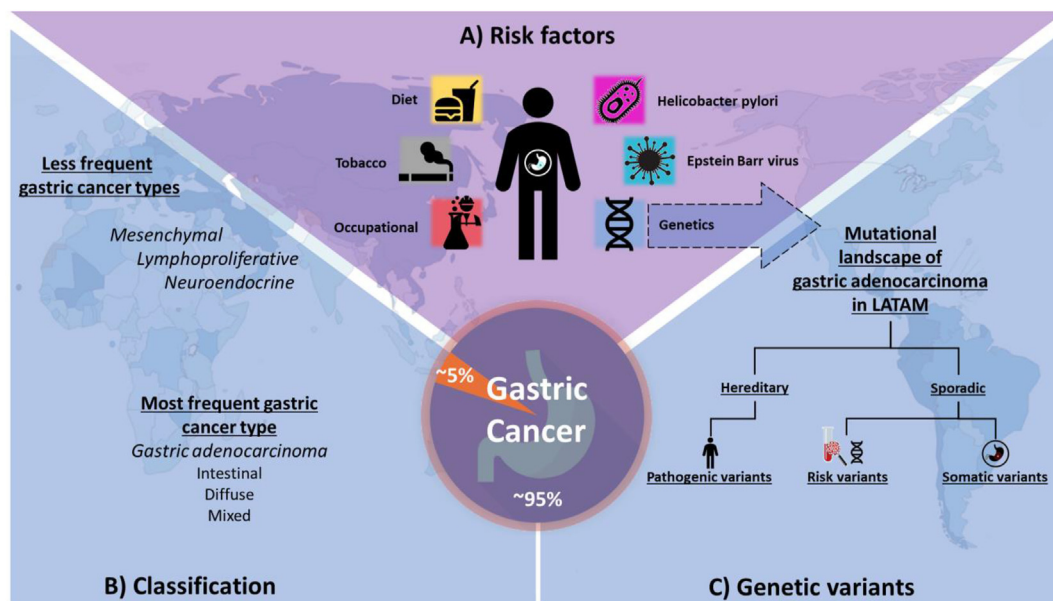 A) Risk factors
Diet
Tobacco
Occupational
Helicobacter pylori
Epstein Barr virus
Genetics
Less frequent
gastric cancer types
Mesenchymal
Lymphoproliferative
Neuroendocrine
Most frequent gastric
cancer type
Gastric adenocarcinoma
Intestinal
Diffuse
Mixed
B) Classification
~5%
Gastric
Cancer
~95%
Mutational
landscape of
gastric adenocarcinoma
in LATAM
Hereditary
Sporadic
Pathogenic variants
Risk variants
Somatic variants
C) Genetic variants